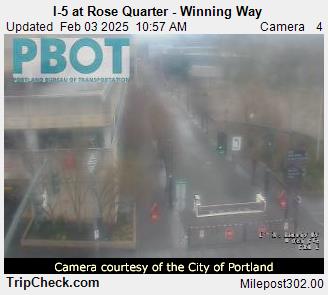 I-5 at Rose Quarter - Winning Way
Updated Feb 03 2025 10:57 AM Camera 4
PBOT
PORTLAND BUREAU OF TRANSPORTATION
Camera courtesy of the City of Portland
TripCheck.com Milepost302.00